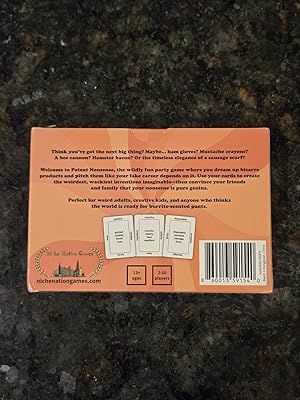 Think you've got the next big thing? Maybe... ham gloves? Mustache crayons?
A bee cannon? Hamster bacon? Or the timeless elegance of a sausage scarf?
Welcome to Patent Nonsense, the wildly fun party game where you dream up bizarre
products and pitch them like your fake career depends on it. Use your cards to create
the weirdest, wackiest inventions imaginable—then convince your friends
and family that your nonsense is pure genius.
Perfect for weird adults, creative kids, and anyone who thinks
the world is ready for burrito-scented pants.
nichenationgames.com
13+
ages
2-10
players
8 60013 59154 0